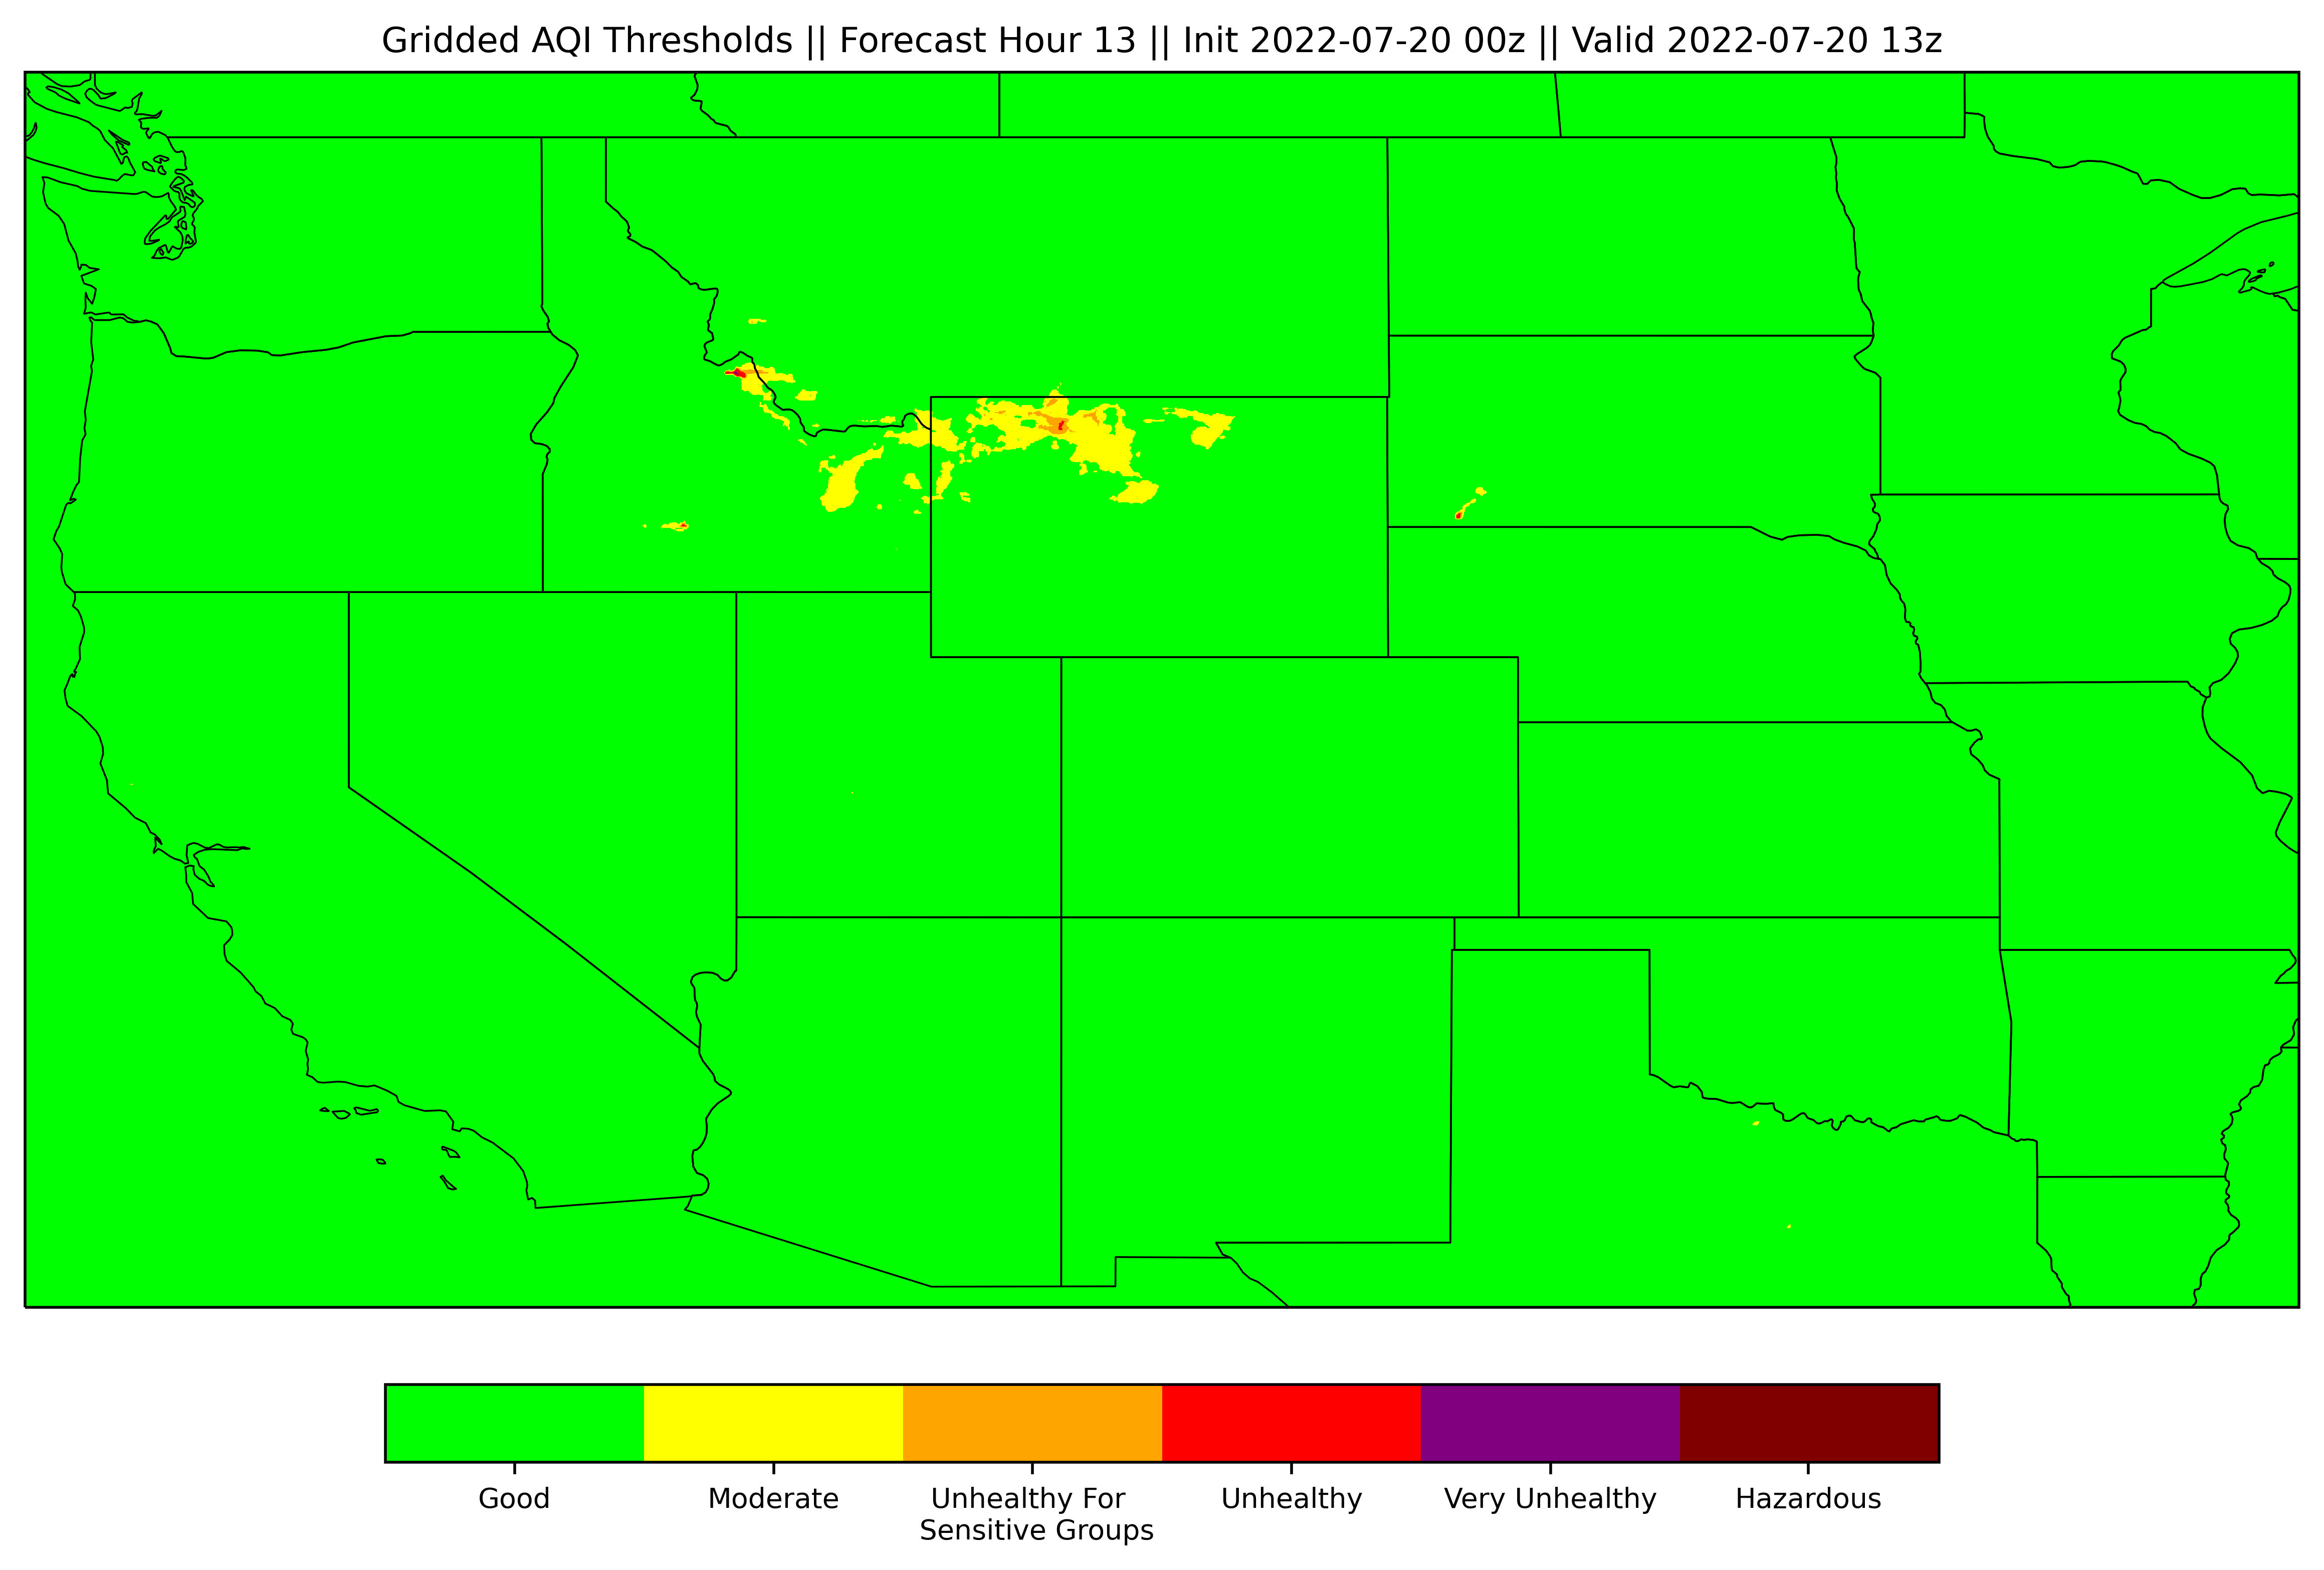 Gridded AQI Thresholds || Forecast Hour 13 || Init 2022-07-20 00z || Valid 2022-07-20 13z
Good
Moderate
Unhealthy For
Sensitive Groups
Unhealthy
Very Unhealthy
Hazardous